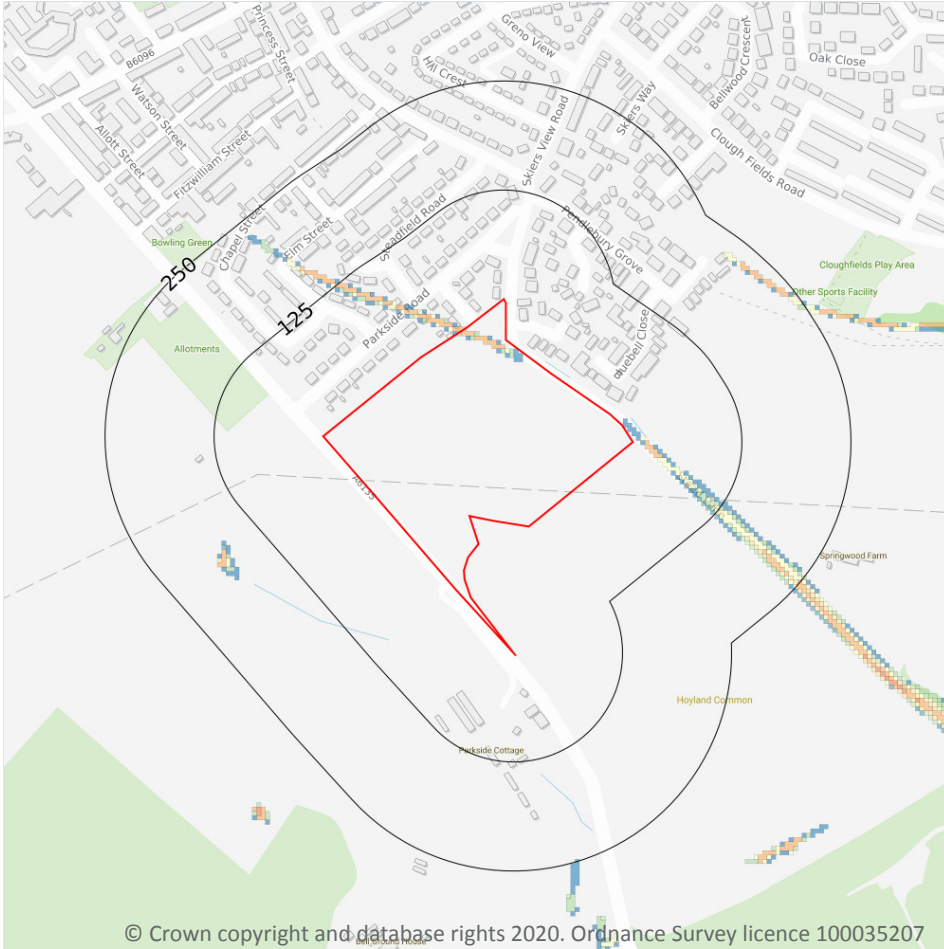 Princess Street
Greno View
B6096
Hall Crest
Oak Close
Bellwood Crescent
Watson Street
Skiers Way
Allott Street
Skiers View Road
Fitzwilliam Street
Clough Fields Road
Steadfield Road
Chapel Street
Elm Street
Pendlebury Grove
Bowling Green
250
Cloughfields Play Area
Other Sports Facility
125
Parkside Road
Bluebell Close
Allotments
Springwood Farm
Hoyland Common
Parkside Cottage
© Crown copyright and database rights 2020. Ordnance Survey licence 100035207